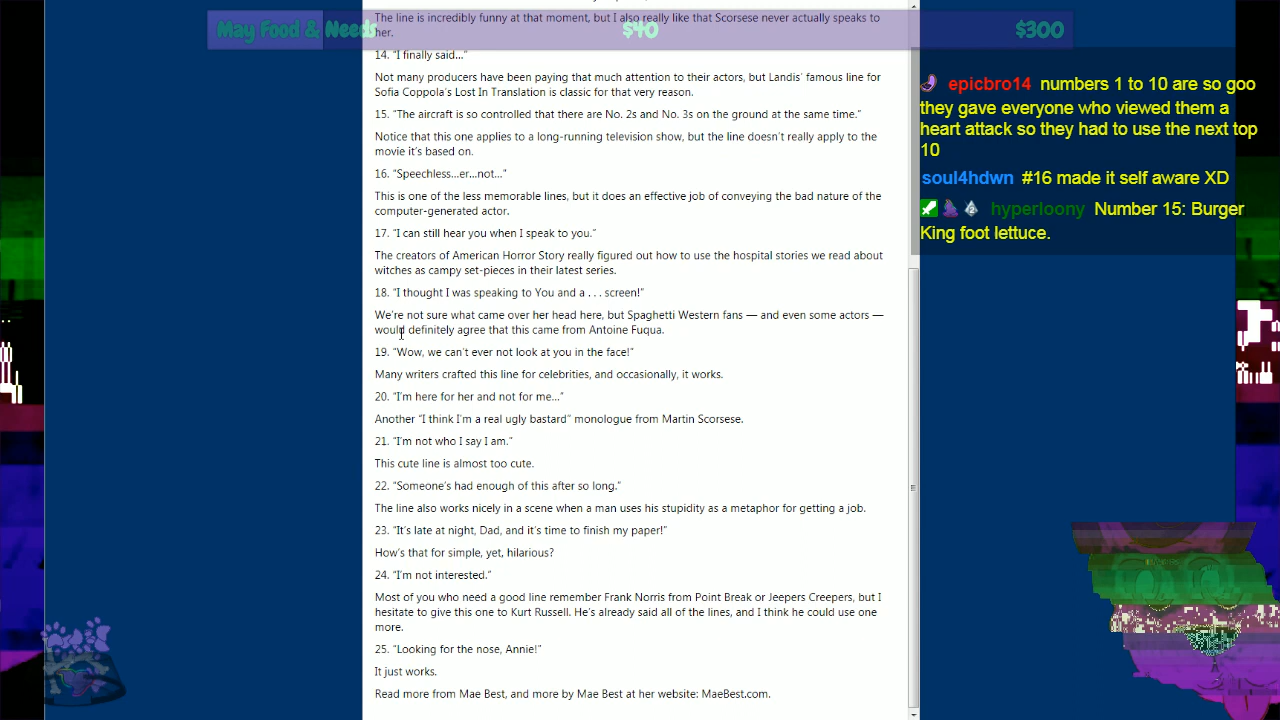 The line is incredibly funny at that moment, but I also really like that Scorsese never actually speaks to
her.
May Food & Needs
$40
$300
14. “I finally said…”
Not many producers have been paying that much attention to their actors, but Landis’ famous line for
Sofia Coppola’s Lost In Translation is classic for that very reason.
15. “The aircraft is so controlled that there are No. 2s and No. 3s on the ground at the same time.”
Notice that this one applies to a long-running television show, but the line doesn’t really apply to the
movie it’s based on.
16. “Speechless…er…not…”
This is one of the less memorable lines, but it does an effective job of conveying the bad nature of the
computer-generated actor.
17. “I can still hear you when I speak to you.”
The creators of American Horror Story really figured out how to use the hospital stories we read about
witches as campy set-pieces in their latest series.
18. “I thought I was speaking to You and a . . . screen!”
We’re not sure what came over her head here, but Spaghetti Western fans — and even some actors —
would definitely agree that this came from Antoine Fuqua.
19. “Wow, we can’t ever not look at you in the face!”
Many writers crafted this line for celebrities, and occasionally, it works.
20. “I’m here for her and not for me…”
Another “I think I’m a real ugly bastard” monologue from Martin Scorsese.
21. “I’m not who I say I am.”
This cute line is almost too cute.
22. “Someone’s had enough of this after so long.”
The line also works nicely in a scene when a man uses his stupidity as a metaphor for getting a job.
23. “It’s late at night, Dad, and it’s time to finish my paper!”
How’s that for simple, yet, hilarious?
24. “I’m not interested.”
Most of you who need a good line remember Frank Norris from Point Break or Jeepers Creepers, but I
hesitate to give this one to Kurt Russell. He’s already said all of the lines, and I think he could use one
more.
25. “Looking for the nose, Annie!”
It just works.
Read more from Mae Best, and more by Mae Best at her website: MaeBest.com.
epicbro14 numbers 1 to 10 are so goo
they gave everyone who viewed them a
heart attack so they had to use the next top
10
soul4hdwn #16 made it self aware XD
hyperloony Number 15: Burger
King foot lettuce.